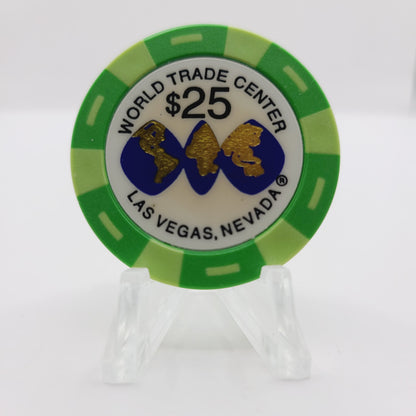 WORLD TRADE CENTER
$25
LAS VEGAS, NEVADA®